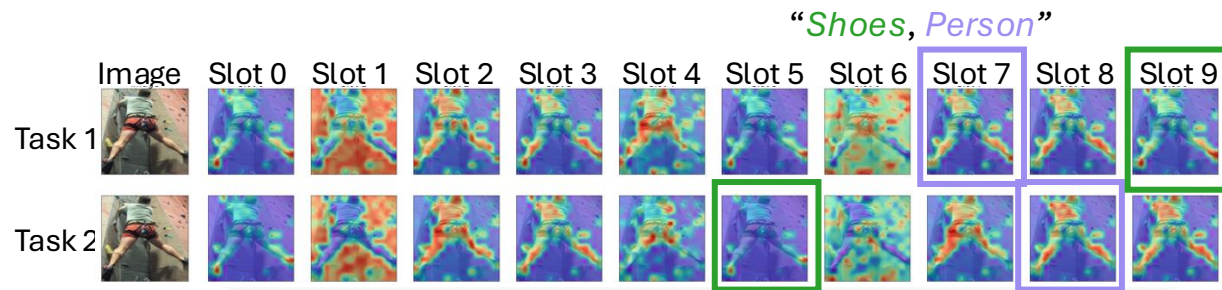 “Shoes, Person”
Image Slot 0 Slot 1 Slot 2 Slot 3 Slot 4 Slot 5 Slot 6 Slot 7 Slot 8 Slot 9
Task 1
Task 2